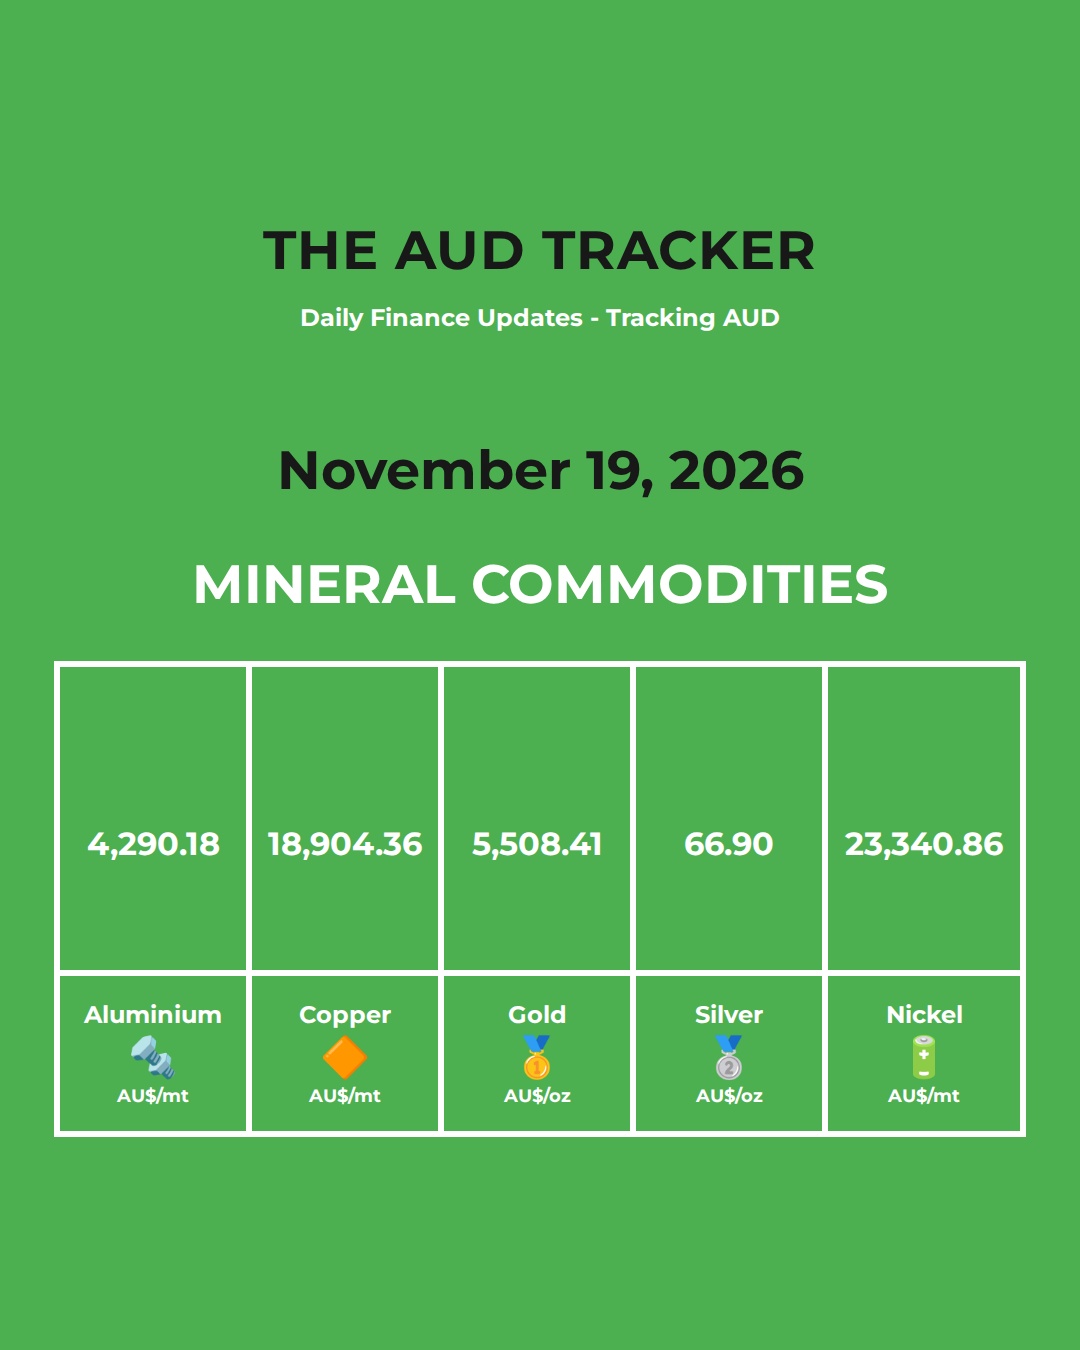 THE AUD TRACKER
Daily Finance Updates - Tracking AUD
November 19, 2026
MINERAL COMMODITIES
4,290.18 18,904.36 5,508.41 66.90 23,340.86
Aluminium Copper Gold Silver Nickel
AU$/mt AU$/mt AU$/oz AU$/oz AU$/mt